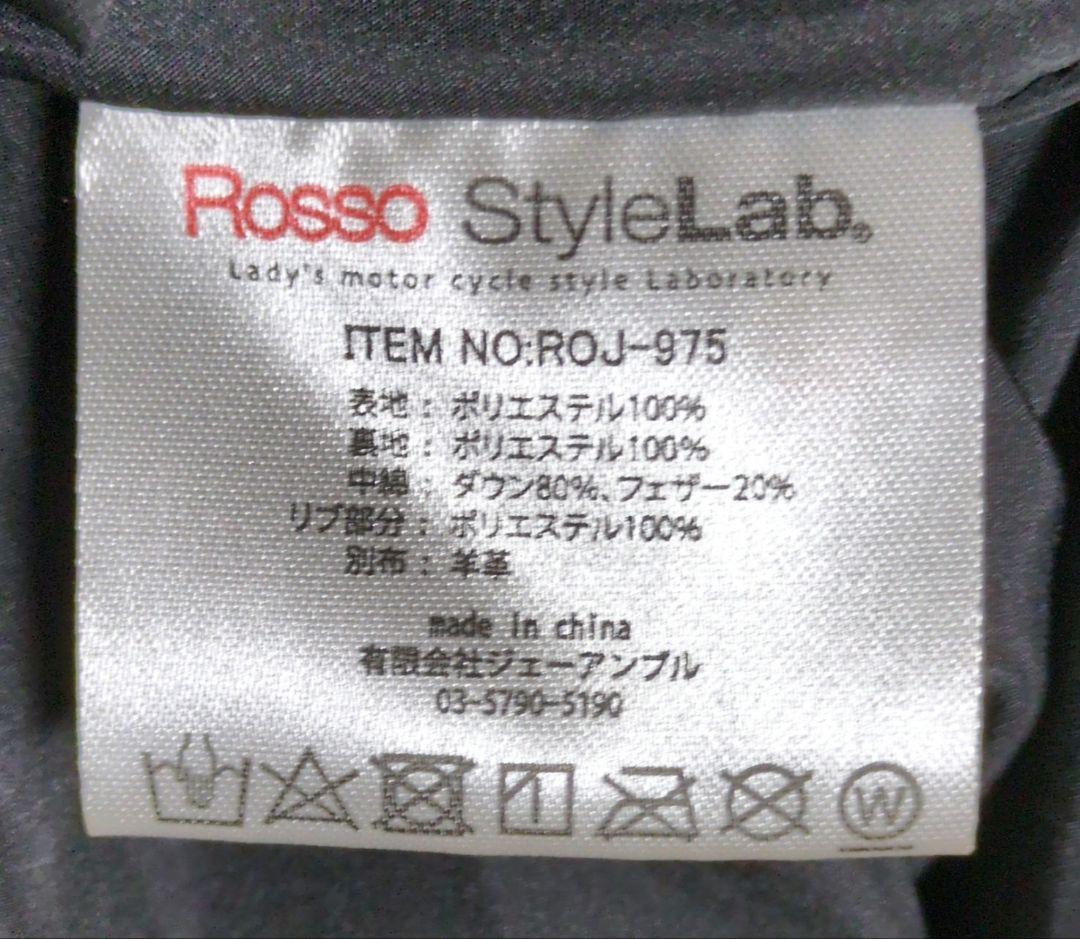 Rosso StyleLab®
Lady's motor cycle style Laboratory
ITEM NO:ROJ-975
表地：ポリエステル100%
裏地：ポリエステル100%
中綿：ダウン80%、フェザー20%
リブ部分：ポリエステル100%
別布：羊革
made in china
有限会社ジェーアンブル
03-5790-5190
W